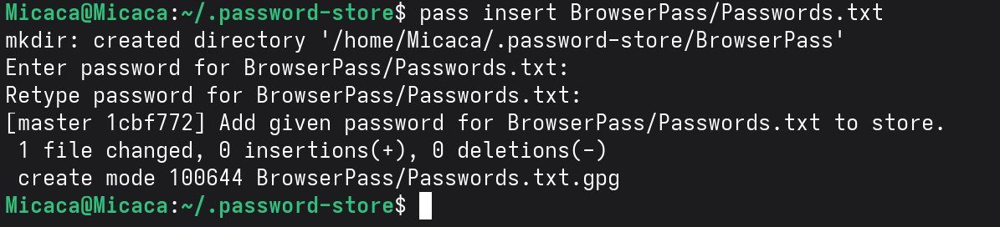 Micaca@Micaca:~/.password-store$ pass insert BrowserPass/Passwords.txt
mkdir: created directory '/home/Micaca/.password-store/BrowserPass'
Enter password for BrowserPass/Passwords.txt:
Retype password for BrowserPass/Passwords.txt:
[master 1cbf772] Add given password for BrowserPass/Passwords.txt to store.
 1 file changed, 0 insertions(+), 0 deletions(-)
 create mode 100644 BrowserPass/Passwords.txt.gpg
Micaca@Micaca:~/.password-store$